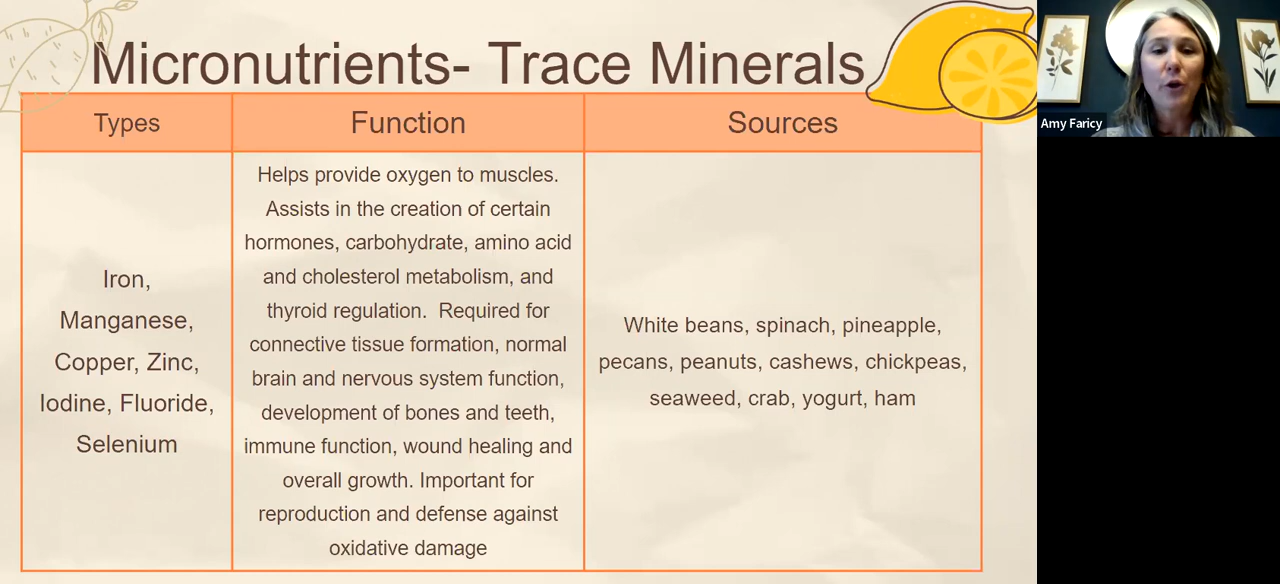 Micronutrients- Trace Minerals
Types
Function
Sources
Iron,
Manganese,
Copper, Zinc,
Iodine, Fluoride,
Selenium
Helps provide oxygen to muscles.
Assists in the creation of certain
hormones, carbohydrate, amino acid
and cholesterol metabolism, and
thyroid regulation.  Required for
connective tissue formation, normal
brain and nervous system function,
development of bones and teeth,
immune function, wound healing and
overall growth. Important for
reproduction and defense against
oxidative damage
White beans, spinach, pineapple,
pecans, peanuts, cashews, chickpeas,
seaweed, crab, yogurt, ham
Amy Faricy